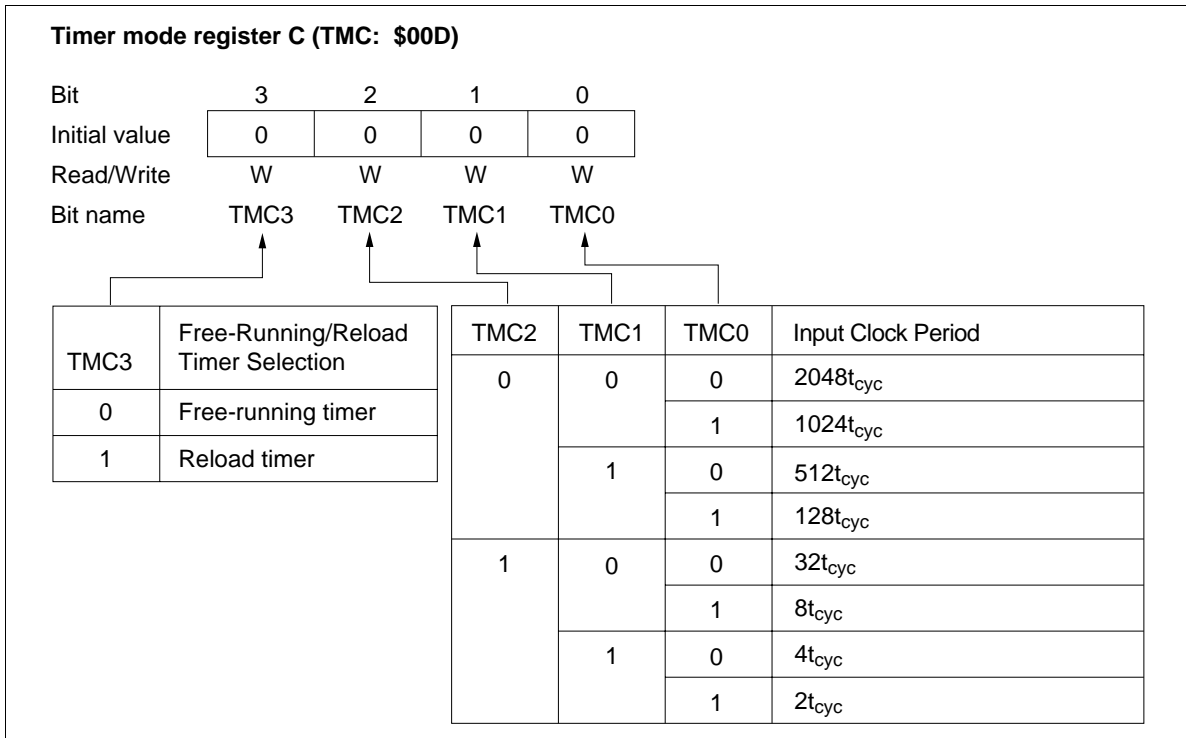 Timer mode register C (TMC: $00D)
Bit 3 2 1 0
Initial value 0 0 0 0
Read/Write W W W W
Bit name TMC3 TMC2 TMC1 TMC0
TMC3 Free-Running/Reload Timer Selection
0 Free-running timer
1 Reload timer
TMC2 TMC1 TMC0 Input Clock Period
0 0 0 2048tcyc
1 1024tcyc
1 0 512tcyc
1 128tcyc
1 0 0 32tcyc
1 8tcyc
1 0 4tcyc
1 2tcyc